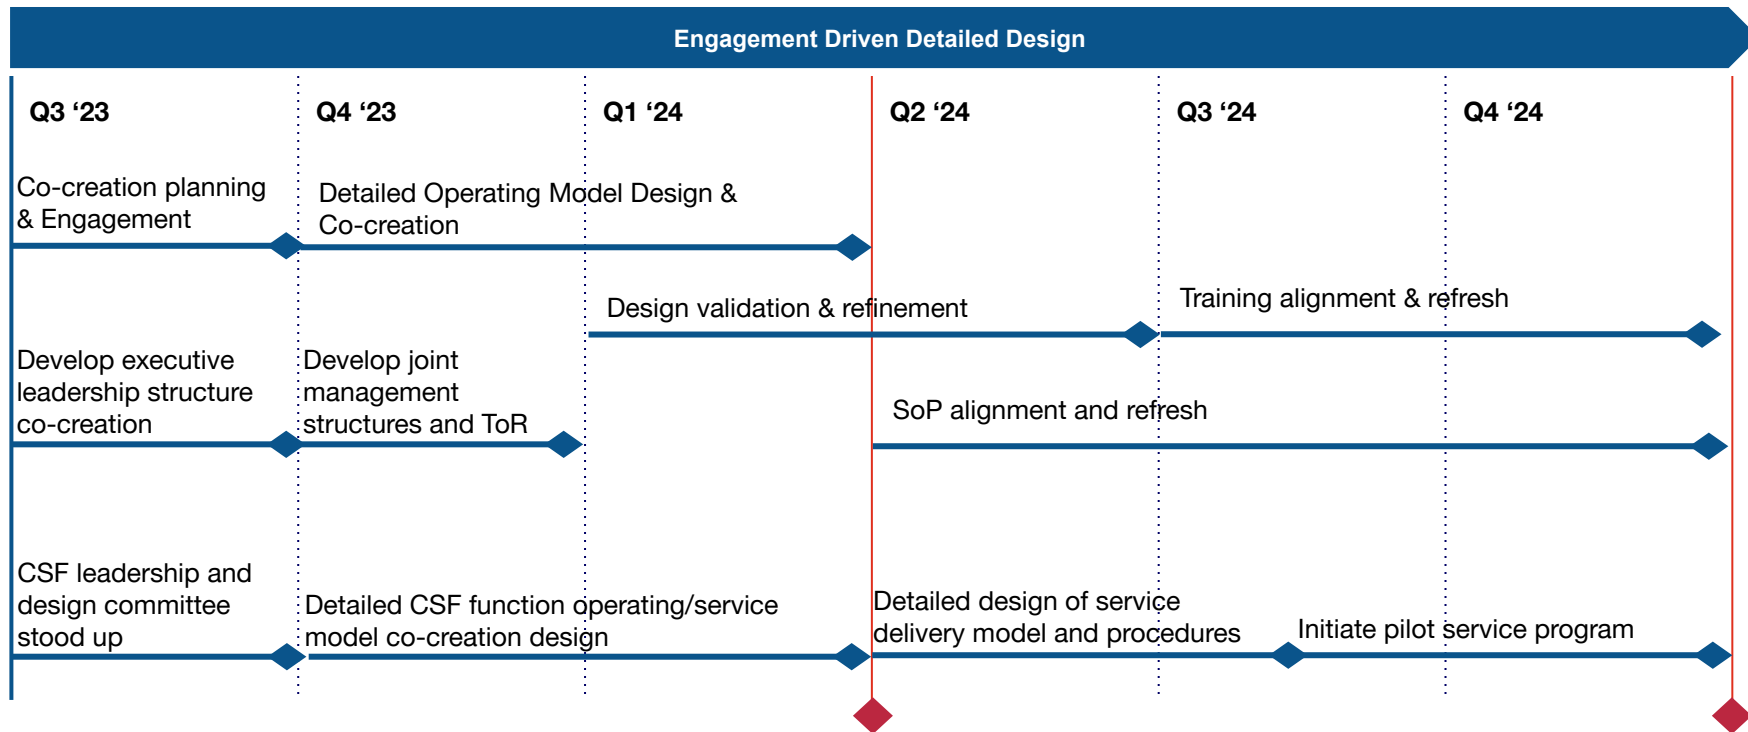 Engagement Driven Detailed Design
Q3 ‘23
Q4 ‘23
Q1 ‘24
Q2 ‘24
Q3 ‘24
Q4 ‘24
Co-creation planning
& Engagement
Detailed Operating Model Design &
Co-creation
Design validation & refinement
Training alignment & refresh
Develop executive
leadership structure
co-creation
Develop joint
management
structures and ToR
SoP alignment and refresh
CSF leadership and
design committee
stood up
Detailed CSF function operating/service
model co-creation design
Detailed design of service
delivery model and procedures
Initiate pilot service program